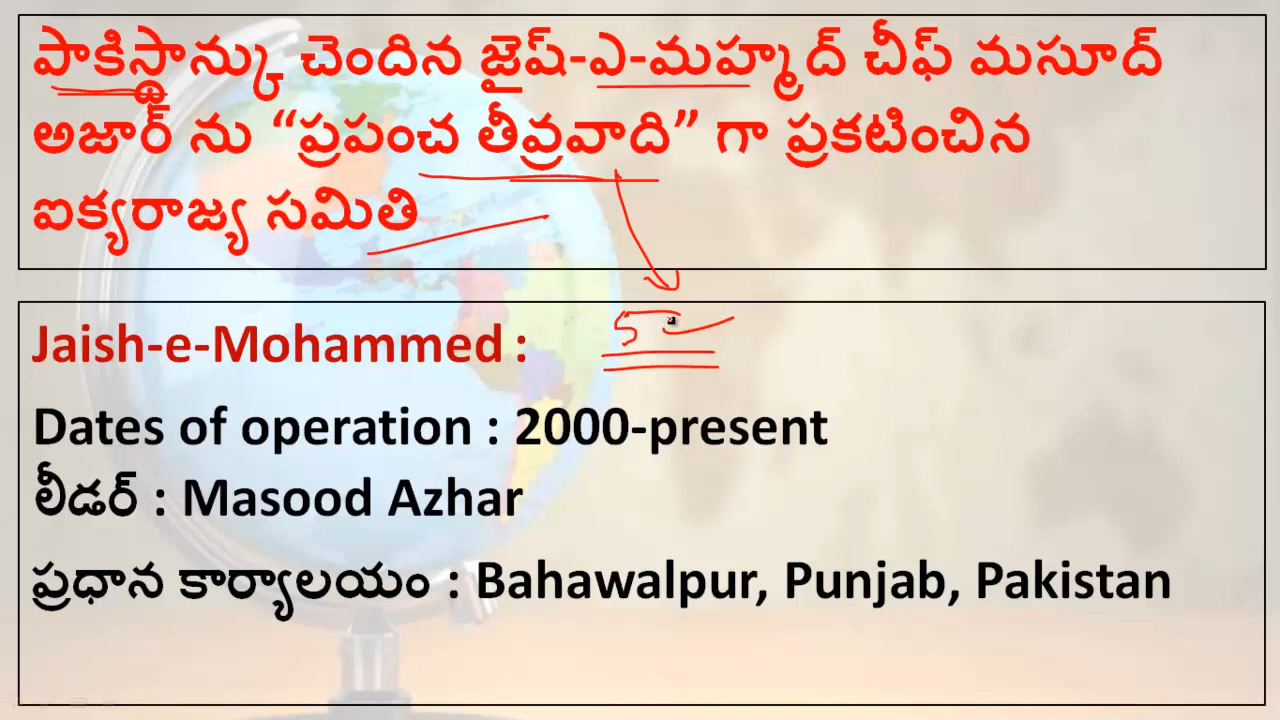 పాకిస్థాన్కు చెందిన జైష్-ఎ-మహ్మద్ చీఫ్ మసూద్
అజార్ ను “ప్రపంచ తీవ్రవాది” గా ప్రకటించిన
ఐక్యరాజ్య సమితి
Jaish-e-Mohammed :
Dates of operation : 2000-present
లీడర్ : Masood Azhar
ప్రధాన కార్యాలయం : Bahawalpur, Punjab, Pakistan